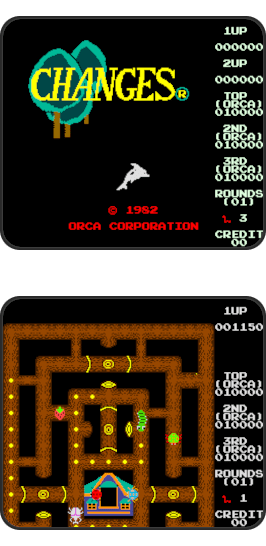 1UP
000000
2UP
000000
TOP
(ORCA)
010000
2ND
(ORCA)
010000
3RD
(ORCA)
010000
ROUNDS
(01)
3
CREDIT
00
CHANGES®
© 1982
ORCA CORPORATION
1UP
001150
TOP
(ORCA)
010000
2ND
(ORCA)
010000
3RD
(ORCA)
010000
ROUNDS
(01)
1
CREDIT
00